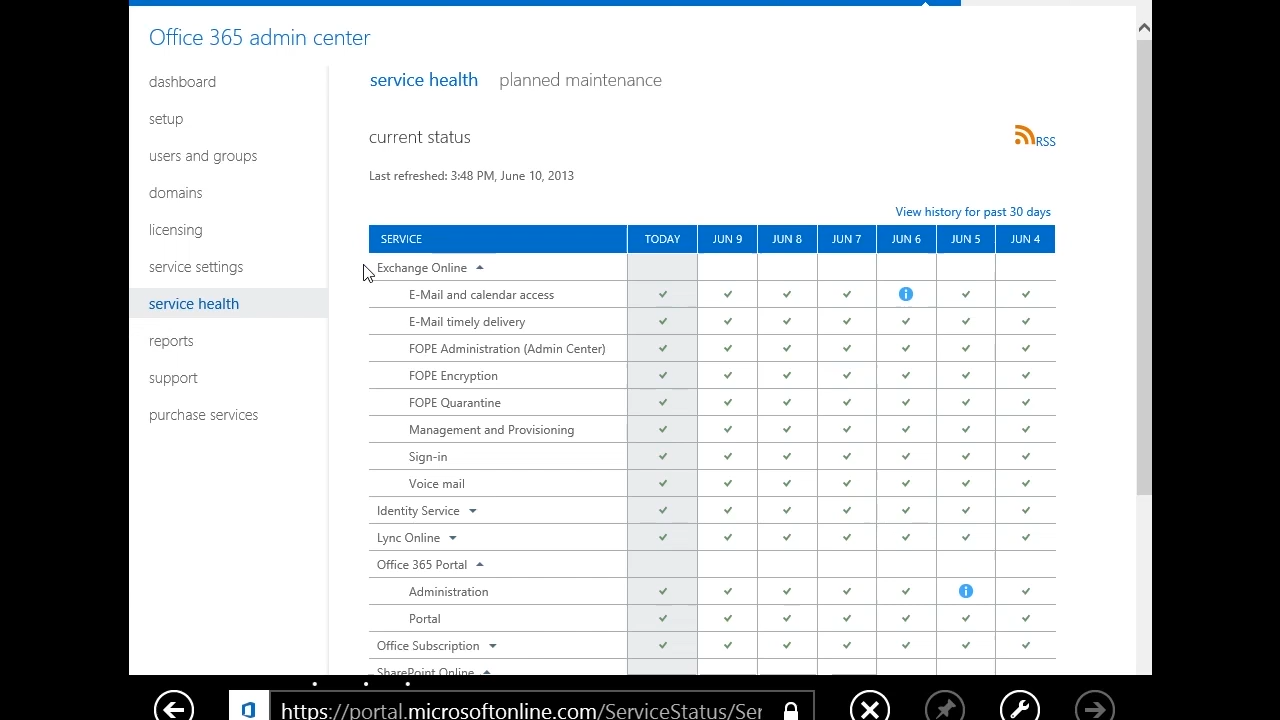 Office 365 admin center
dashboard
setup
users and groups
domains
licensing
service settings
service health
reports
support
purchase services
service health planned maintenance
current status
RSS
Last refreshed: 3:48 PM, June 10, 2013
View history for past 30 days
SERVICE TODAY JUN 9 JUN 8 JUN 7 JUN 6 JUN 5 JUN 4
Exchange Online
E-Mail and calendar access
E-Mail timely delivery
FOPE Administration (Admin Center)
FOPE Encryption
FOPE Quarantine
Management and Provisioning
Sign-in
Voice mail
Identity Service
Lync Online
Office 365 Portal
Administration
Portal
Office Subscription
SharePoint Online
https://portal.microsoftonline.com/ServiceStatus/Ser